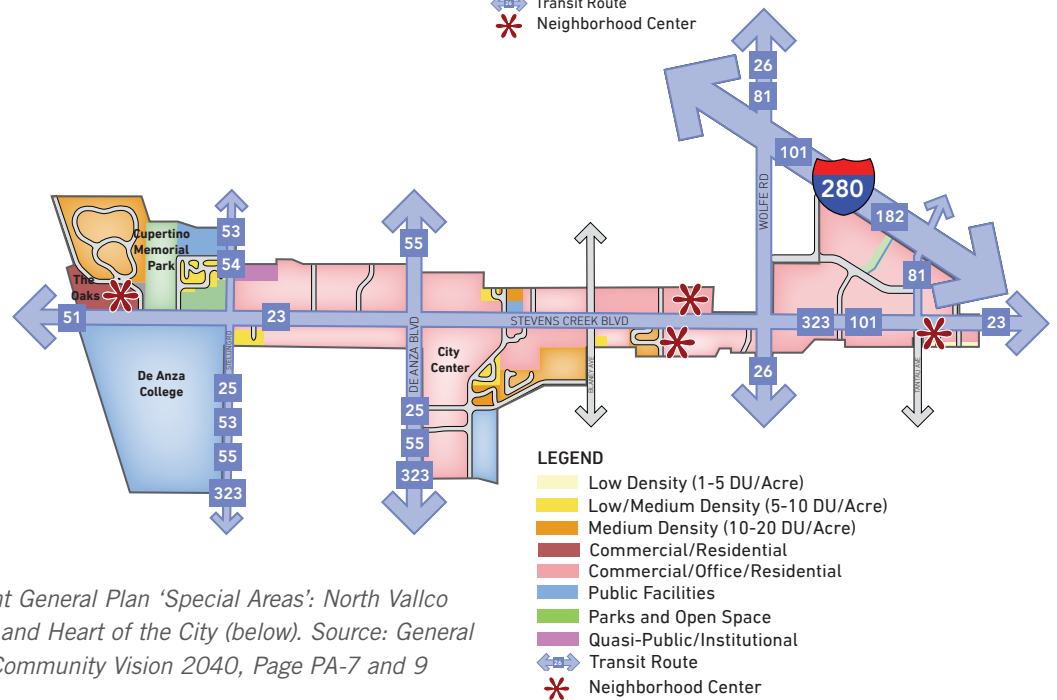 Transit Route
Neighborhood Center
26
81
101
280
WOLFE RD
182
53
55
Cupertino
Memorial
Park
54
81
The
Oaks
51
23
STEVENS CREEK BLVD
323
101
23
DE ANZA BLVD
City
Center
De Anza
College
BLANEY AVE
26
25
25
53
55
55
323
323
LEGEND
Low Density (1-5 DU/Acre)
Low/Medium Density (5-10 DU/Acre)
Medium Density (10-20 DU/Acre)
Commercial/Residential
Commercial/Office/Residential
Public Facilities
Parks and Open Space
Quasi-Public/Institutional
26 Transit Route
Neighborhood Center
nt General Plan ‘Special Areas’: North Vallco
and Heart of the City (below). Source: General
Community Vision 2040, Page PA-7 and 9